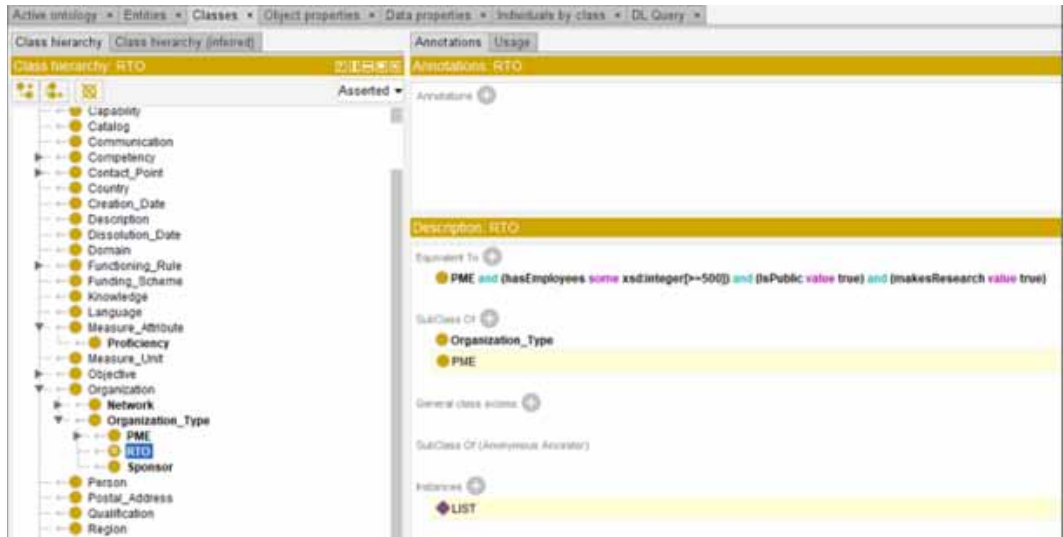 Active ontology × Entities × Classes × Object properties × Data properties × Individuals by class × DL Query ×
Class hierarchy Class hierarchy (inferred)
Class hierarchy: RTO
Asserted
Capability
Catalog
Communication
Competency
Contact_Point
Country
Creation_Date
Description
Dissolution_Date
Domain
Functioning_Rule
Funding_Scheme
Knowledge
Language
Measure_Attribute
Proficiency
Measure_Unit
Objective
Organization
Network
Organization_Type
PME
RTO
Sponsor
Person
Postal_Address
Qualification
Region
Annotations Usage
Annotations: RTO
Annotations
Description: RTO
Equivalent To
PME and (hasEmployees some xsd:integer[>=500]) and (IsPublic value true) and (makesResearch value true)
SubClass Of
Organization_Type
PME
General class axioms
SubClass Of (Anonymous Ancestor)
Instances
LIST